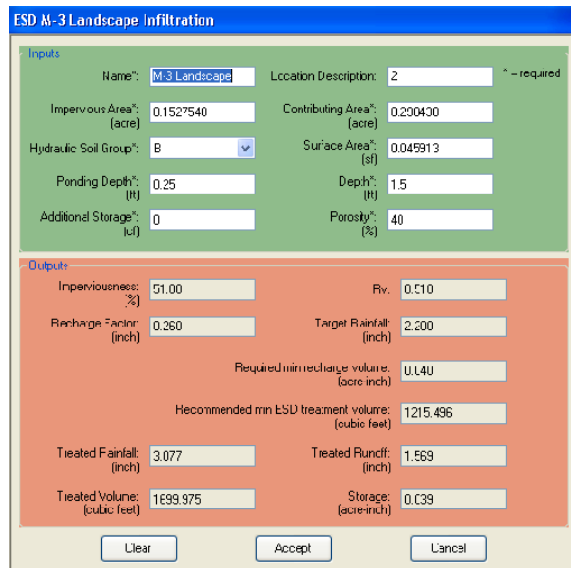 ESD M-3 Landscape Infiltration
Inputs
Name*: M-3 Landscape Location Description: 2 * - required
Impervious Area*: (acre) 0.1527540 Contributing Area*: (acre)
Hydraulic Soil Group*: B Surface Area*: (sf) 0.045913
Ponding Depth*: (ft) 0.25 Depth*: (ft) 1.5
Additional Storage*: (cf) 0 Porosity*: (%) 40
Outputs
Imperviousness: (%) 51.00 Rv. 0.510
Recharge Factor: (inch) 0.260 Target Rainfall: (inch) 2.200
Required min recharge volume: (acre-inch) 0.040
Recommended min ESD treatment volume: (cubic feet) 1215.496
Treated Rainfall: (inch) 3.077 Treated Runoff: (inch) 1.569
Treated Volume: (cubic feet) 1699.975 Storage: (acre-inch) 0.039
Clear Accept Cancel